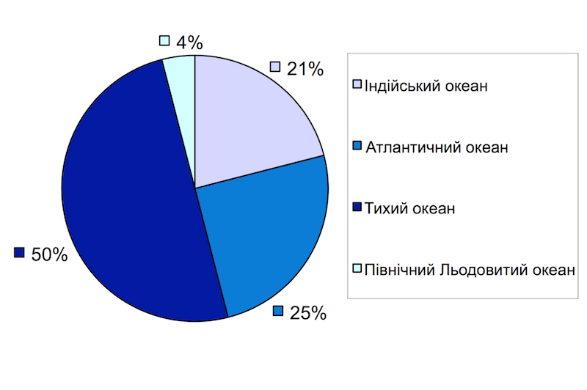 4%
21%
50%
25%
Індійський океан
Атлантичний океан
Тихий океан
Північний Льодовитий океан